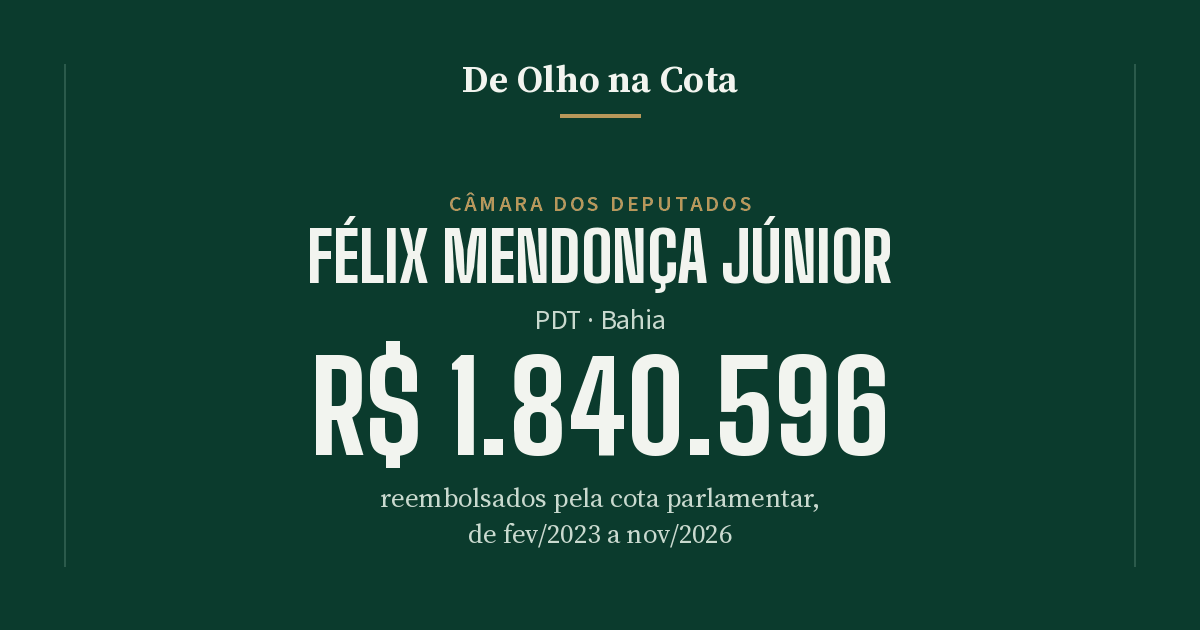 De Olho na Cota
CÂMARA DOS DEPUTADOS
FÉLIX MENDONÇA JÚNIOR
PDT · Bahia
R$ 1.840.596
reembolsados pela cota parlamentar,
de fev/2023 a nov/2026